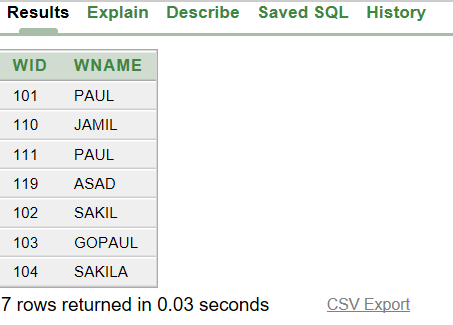 Results Explain Describe Saved SQL History
WID WNAME
101 PAUL
110 JAMIL
111 PAUL
119 ASAD
102 SAKIL
103 GOPAUL
104 SAKILA
7 rows returned in 0.03 seconds CSV Export